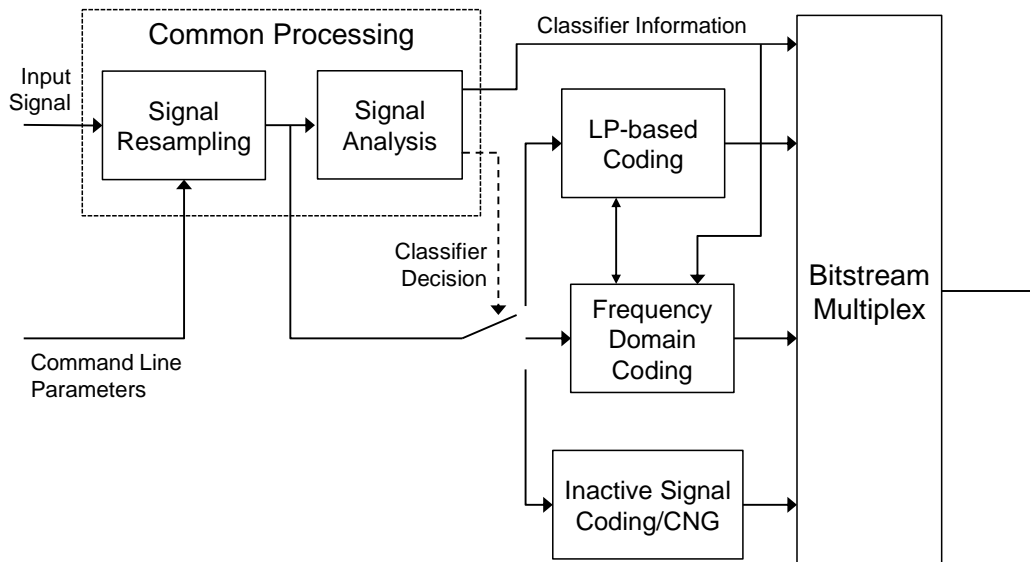 Common Processing
Classifier Information
Input
Signal
Signal
Resampling
Signal
Analysis
LP-based
Coding
Classifier
Decision
Frequency
Domain
Coding
Bitstream
Multiplex
Command Line
Parameters
Inactive Signal
Coding/CNG